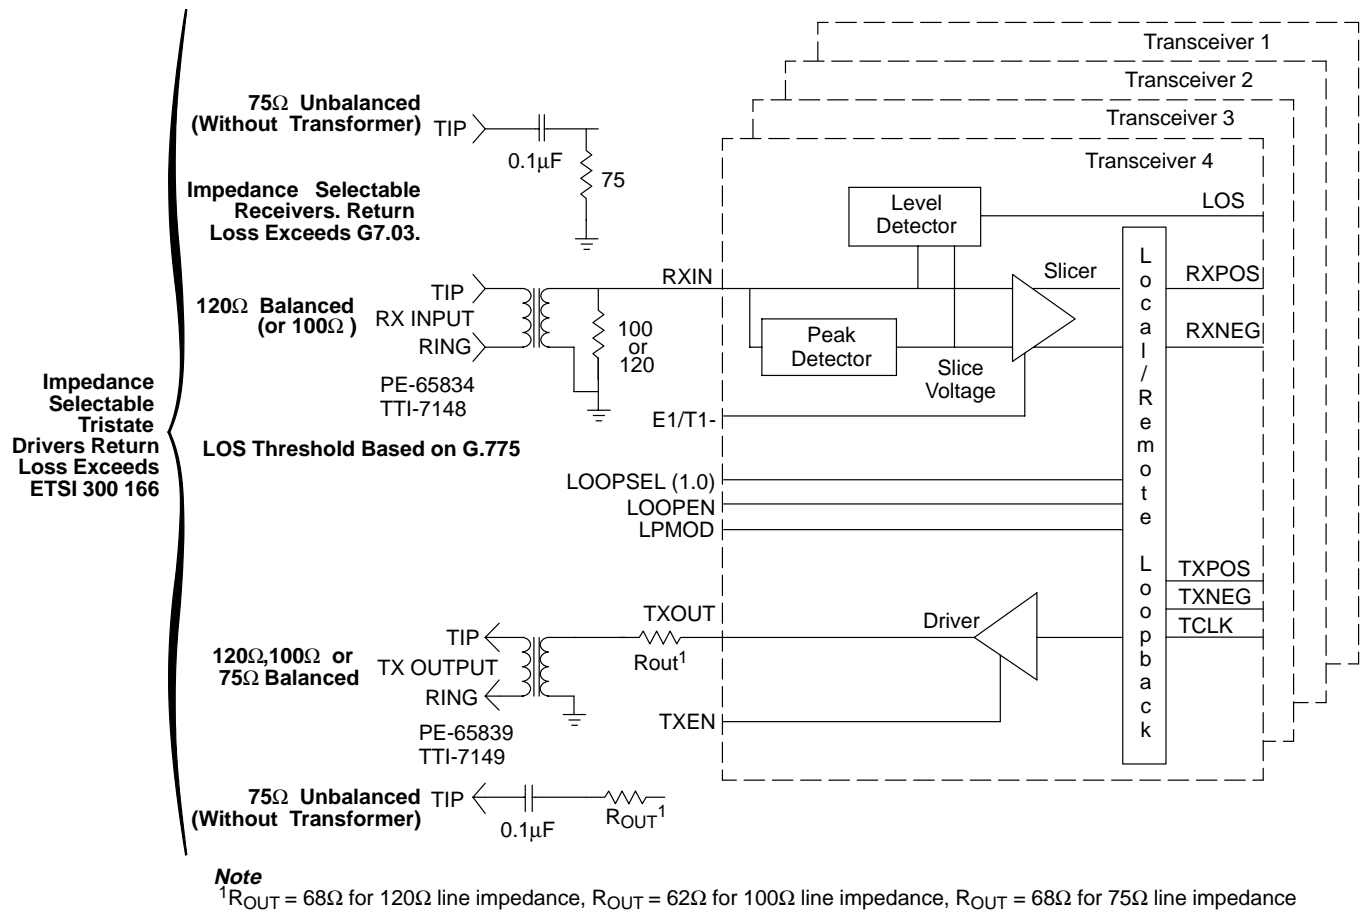 Transceiver 1
Transceiver 2
Transceiver 3
Transceiver 4
75Ω Unbalanced
(Without Transformer)
TIP
0.1µF
75
Impedance Selectable
Receivers. Return
Loss Exceeds G7.03.
Level
Detector
LOS
RXIN
Slicer
RXPOS
120Ω Balanced
(or 100Ω )
TIP
RX INPUT
RING
100
or
120
Peak
Detector
Slice
Voltage
RXNEG
PE-65834
TTI-7148
E1/T1-
Impedance
Selectable
Tristate
Drivers Return
Loss Exceeds
ETSI 300 166
LOS Threshold Based on G.775
LOOPSEL (1.0)
LOOPEN
LPMOD
Local/Remote Loopback
TXPOS
TXNEG
TCLK
TXOUT
Driver
120Ω,100Ω or
75Ω Balanced
TIP
TX OUTPUT
RING
Rout1
TXEN
PE-65839
TTI-7149
75Ω Unbalanced
(Without Transformer)
TIP
0.1µF
ROUT1
Note
1ROUT = 68Ω for 120Ω line impedance, ROUT = 62Ω for 100Ω line impedance, ROUT = 68Ω for 75Ω line impedance